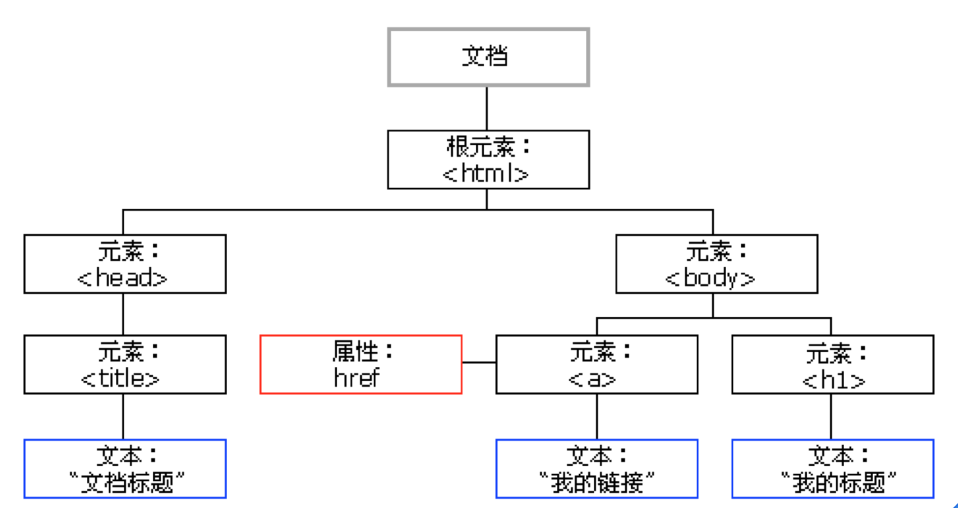 文档
根元素：
<html>
元素：
<head>
元素：
<body>
元素：
<title>
属性：
href
元素：
<a>
元素：
<h1>
文本：
“文档标题”
文本：
“我的链接”
文本：
“我的标题”